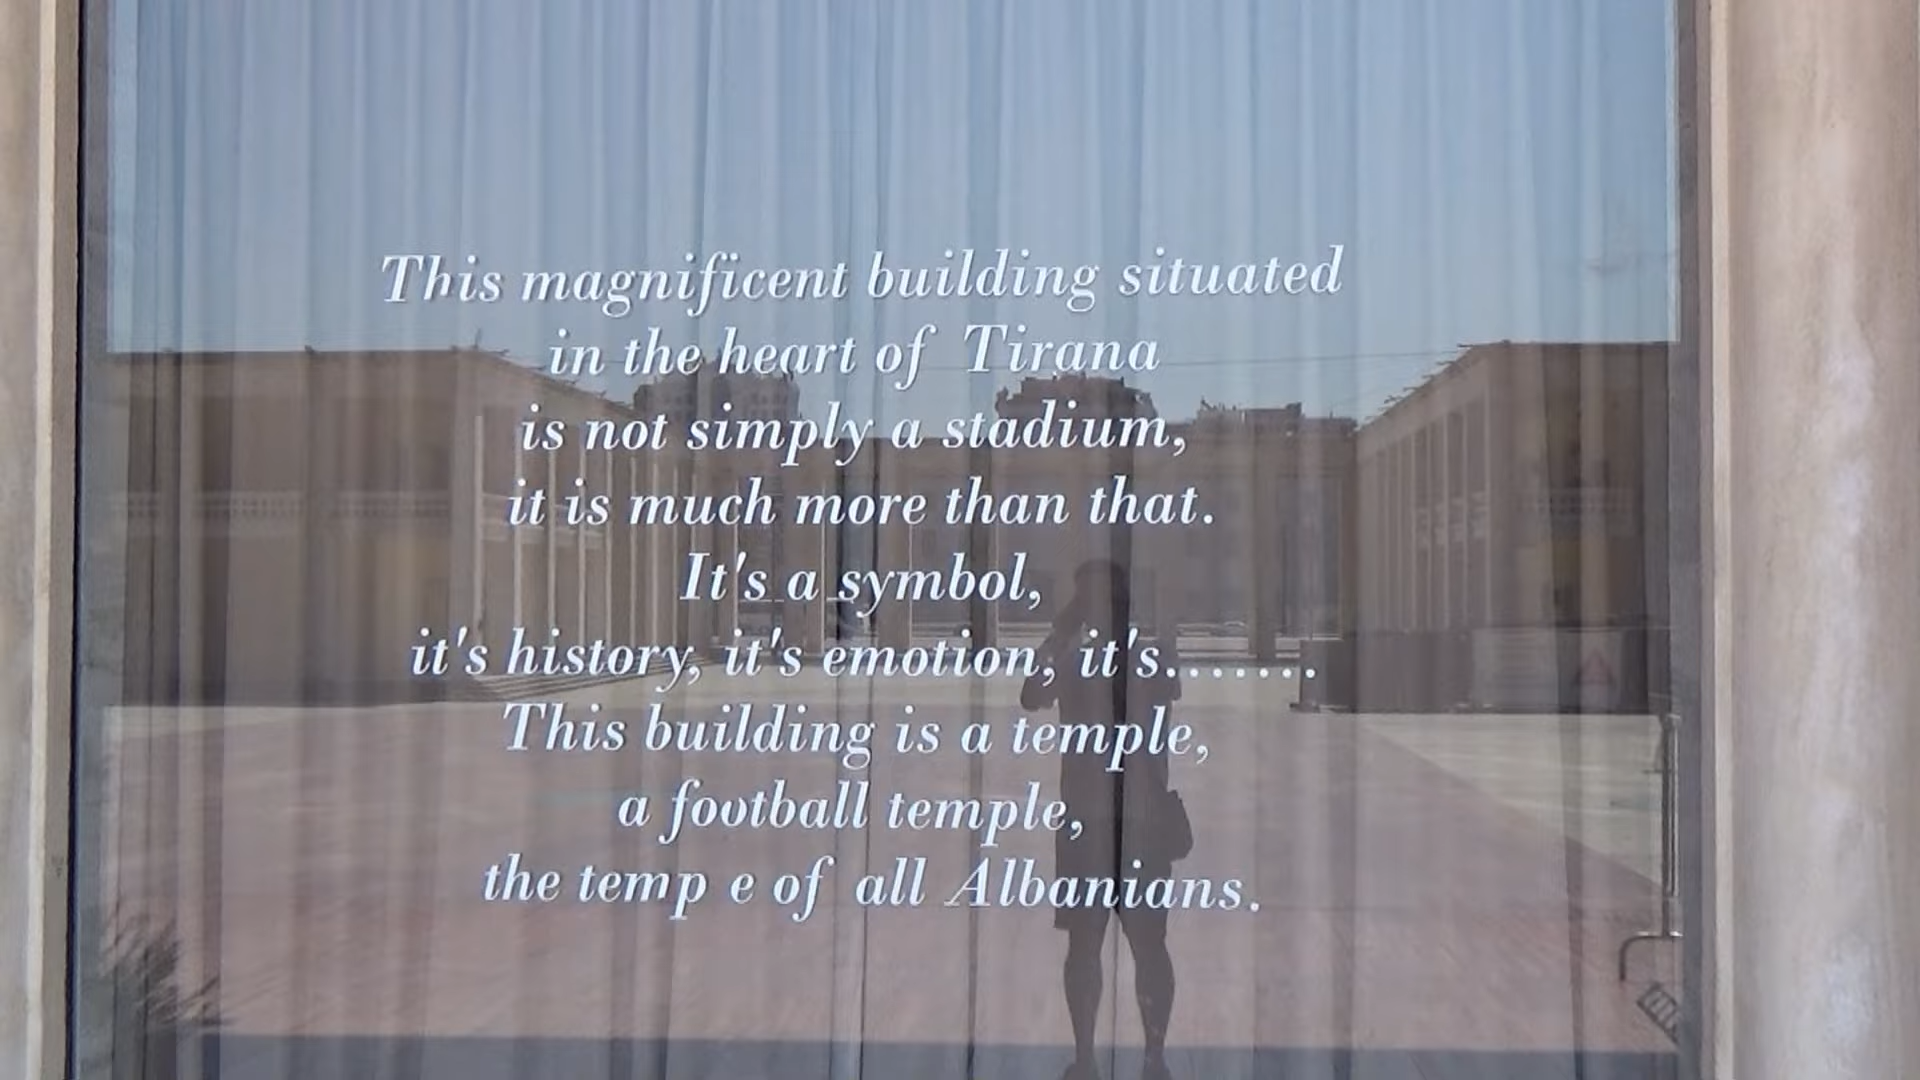 This magnificent building situated
in the heart of Tirana
is not simply a stadium,
it is much more than that.
It's a symbol,
it's history, it's emotion, it's.......
This building is a temple,
a football temple,
the temp e of all Albanians.